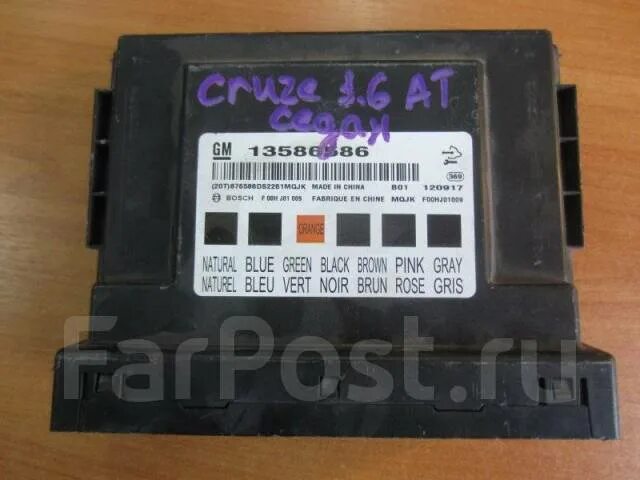 Cruze 1.6 AT
седан
GM 13586586
(20T)676586DS2261MQJK MADE IN CHINA B01 120917
569
BOSCH F 00H J01 009 FABRIQUE EN CHINE MQJK F00HJ01009
ORANGE
NATURAL BLUE GREEN BLACK BROWN PINK GRAY
NATUREL BLEU VERT NOIR BRUN ROSE GRIS
FarPost.ru